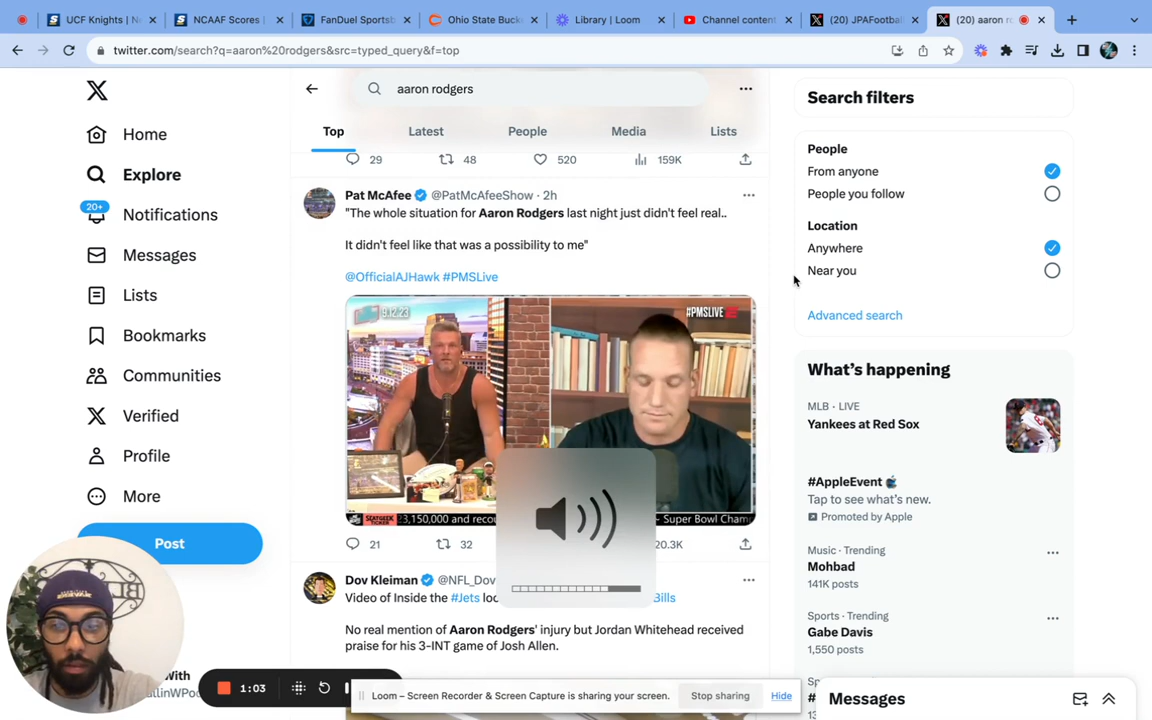 UCF Knights | N
NCAAF Scores |
FanDuel Sportsb
Ohio State Buck
Library | Loom
Channel content
(20) JPAFootball
(20) aaron ro
twitter.com/search?q=aaron%20rodgers&src=typed_query&f=top
Home
Explore
20+
Notifications
Messages
Lists
Bookmarks
Communities
Verified
Profile
More
Post
aaron rodgers
Top
Latest
People
Media
Lists
29
48
520
159K
Pat McAfee @PatMcAfeeShow · 2h
"The whole situation for Aaron Rodgers last night just didn't feel real..
It didn't feel like that was a possibility to me"
@OfficialAJHawk #PMSLive
9.12.23
#PMSLIVE
23,150,000 and recou
- Super Bowl Cham
21
32
20.3K
Dov Kleiman @NFL_Dov
Video of Inside the #Jets loc
Bills
No real mention of Aaron Rodgers' injury but Jordan Whitehead received
praise for his 3-INT game of Josh Allen.
Search filters
People
From anyone
People you follow
Location
Anywhere
Near you
Advanced search
What's happening
MLB · LIVE
Yankees at Red Sox
#AppleEvent
Tap to see what's new.
Promoted by Apple
Music · Trending
Mohbad
141K posts
Sports · Trending
Gabe Davis
1,550 posts
Messages
With
ullinWPod
1:03
Loom – Screen Recorder & Screen Capture is sharing your screen.
Stop sharing
Hide